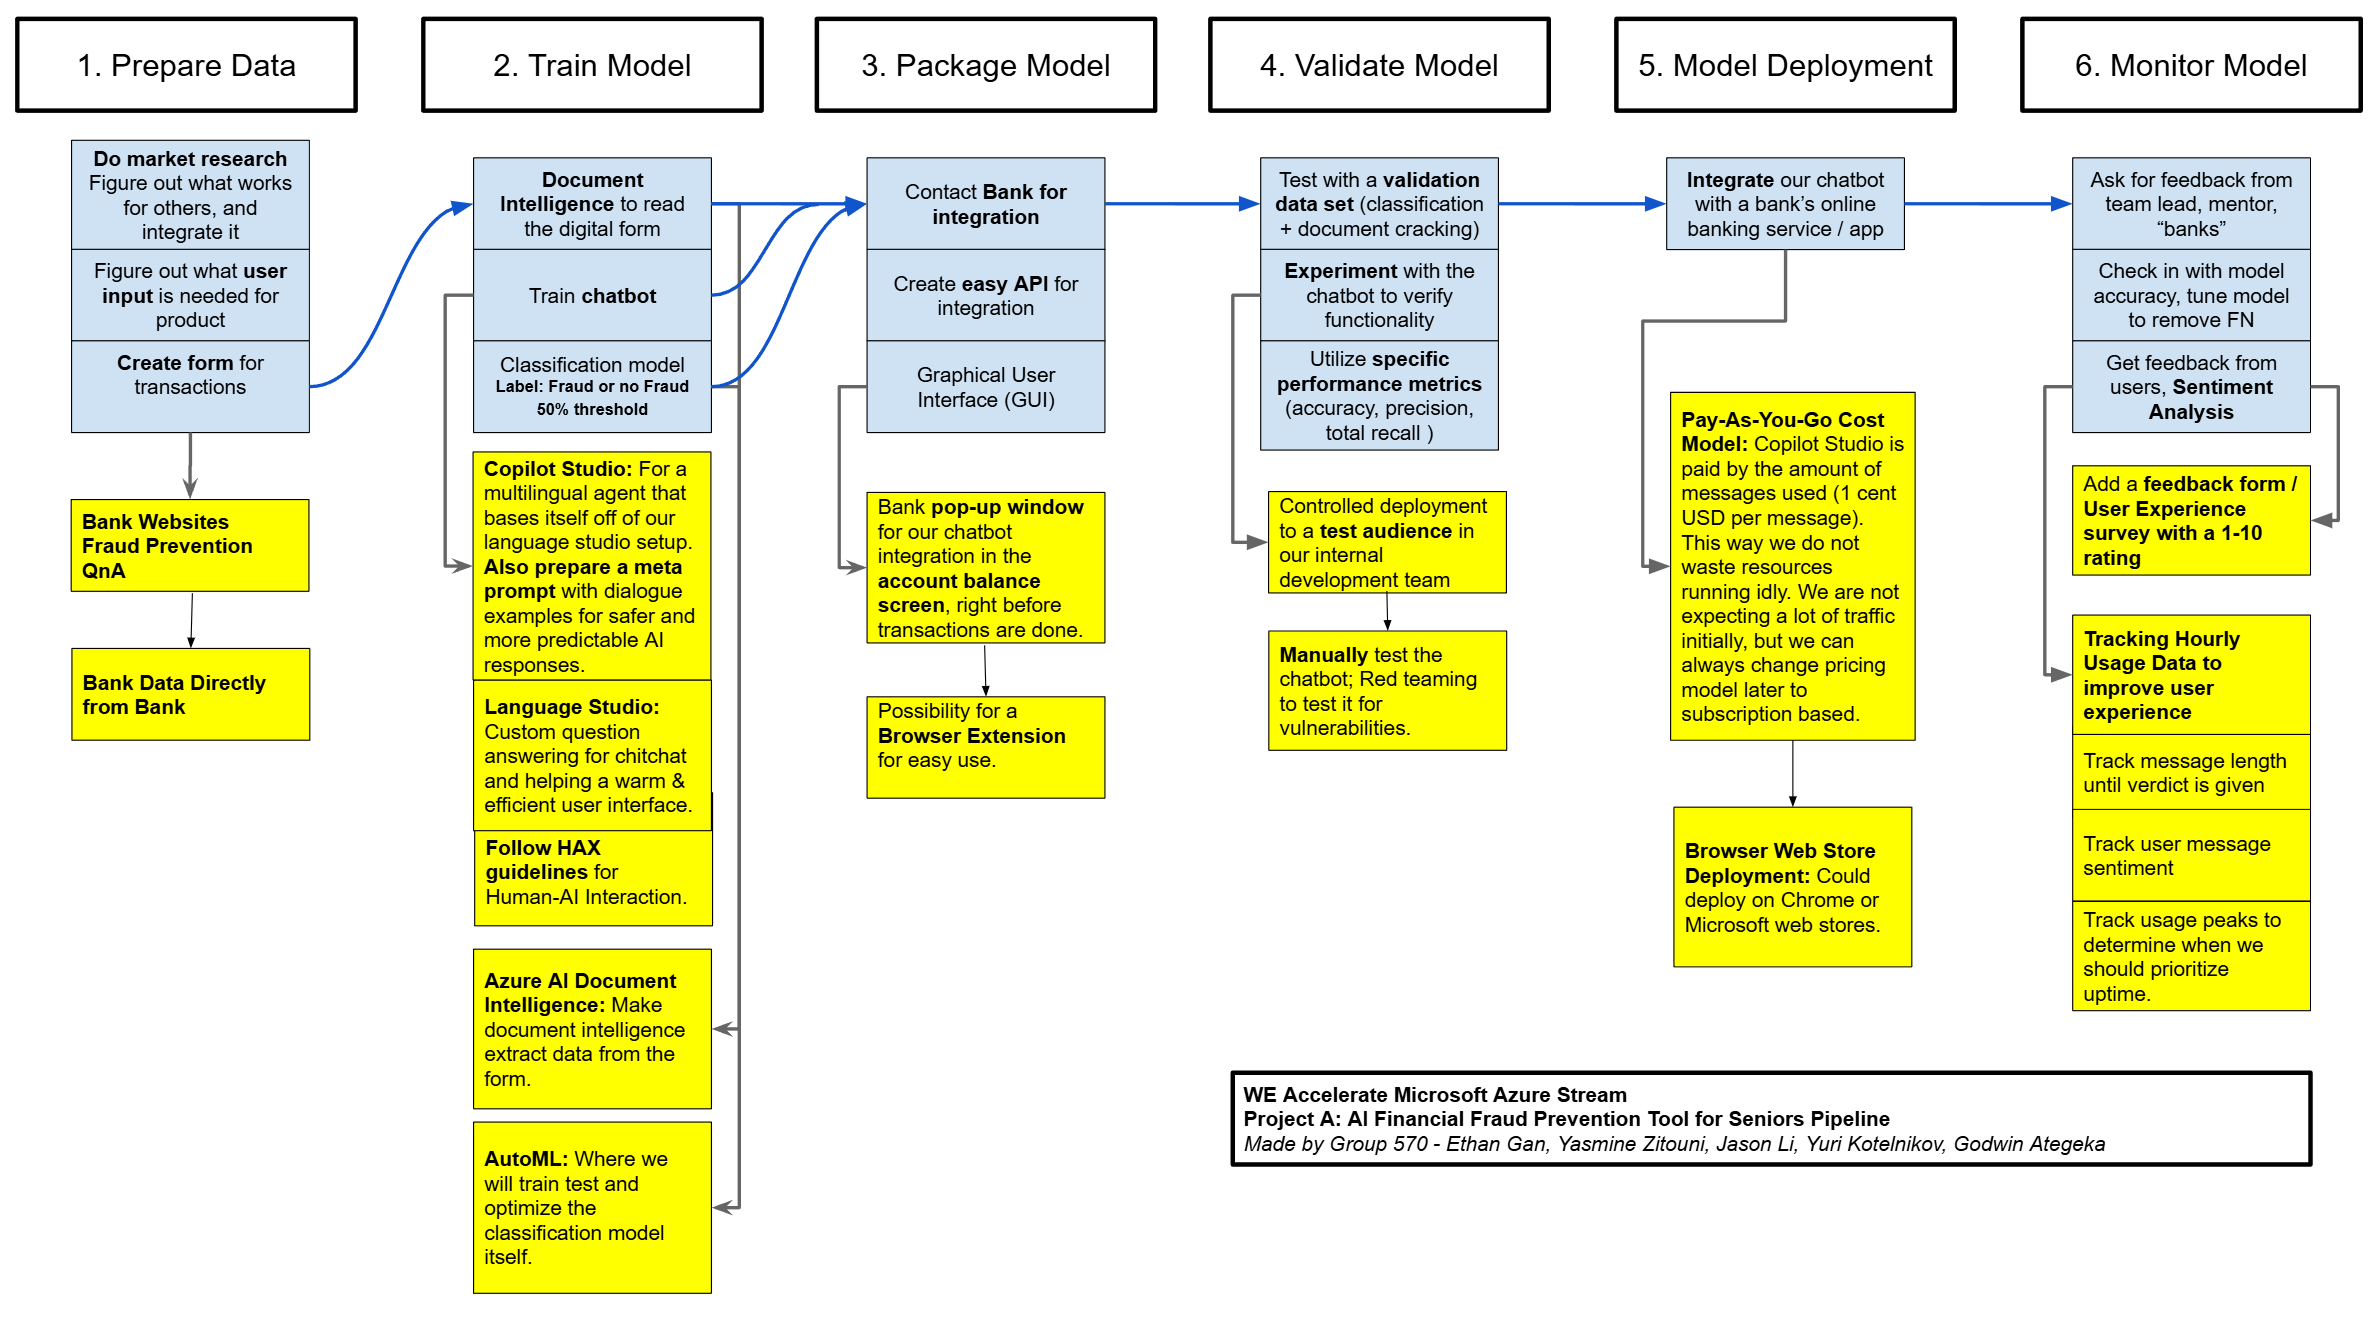 1. Prepare Data
2. Train Model
3. Package Model
4. Validate Model
5. Model Deployment
6. Monitor Model
Do market research
Figure out what works
for others, and
integrate it
Figure out what user
input is needed for
product
Create form for
transactions
Bank Websites
Fraud Prevention
QnA
Bank Data Directly
from Bank
Document
Intelligence to read
the digital form
Train chatbot
Classification model
Label: Fraud or no Fraud
50% threshold
Copilot Studio: For a
multilingual agent that
bases itself off of our
language studio setup.
Also prepare a meta
prompt with dialogue
examples for safer and
more predictable AI
responses.
Language Studio:
Custom question
answering for chitchat
and helping a warm &
efficient user interface.
Follow HAX
guidelines for
Human-AI Interaction.
Azure AI Document
Intelligence: Make
document intelligence
extract data from the
form.
AutoML: Where we
will train test and
optimize the
classification model
itself.
Contact Bank for
integration
Create easy API for
integration
Graphical User
Interface (GUI)
Bank pop-up window
for our chatbot
integration in the
account balance
screen, right before
transactions are done.
Possibility for a
Browser Extension
for easy use.
Test with a validation
data set (classification
+ document cracking)
Experiment with the
chatbot to verify
functionality
Utilize specific
performance metrics
(accuracy, precision,
total recall )
Controlled deployment
to a test audience in
our internal
development team
Manually test the
chatbot; Red teaming
to test it for
vulnerabilities.
Integrate our chatbot
with a bank's online
banking service / app
Pay-As-You-Go Cost
Model: Copilot Studio is
paid by the amount of
messages used (1 cent
USD per message).
This way we do not
waste resources
running idly. We are not
expecting a lot of traffic
initially, but we can
always change pricing
model later to
subscription based.
Browser Web Store
Deployment: Could
deploy on Chrome or
Microsoft web stores.
Ask for feedback from
team lead, mentor,
“banks”
Check in with model
accuracy, tune model
to remove FN
Get feedback from
users, Sentiment
Analysis
Add a feedback form /
User Experience
survey with a 1-10
rating
Tracking Hourly
Usage Data to
improve user
experience
Track message length
until verdict is given
Track user message
sentiment
Track usage peaks to
determine when we
should prioritize
uptime.
WE Accelerate Microsoft Azure Stream
Project A: AI Financial Fraud Prevention Tool for Seniors Pipeline
Made by Group 570 - Ethan Gan, Yasmine Zitouni, Jason Li, Yuri Kotelnikov, Godwin Ategeka